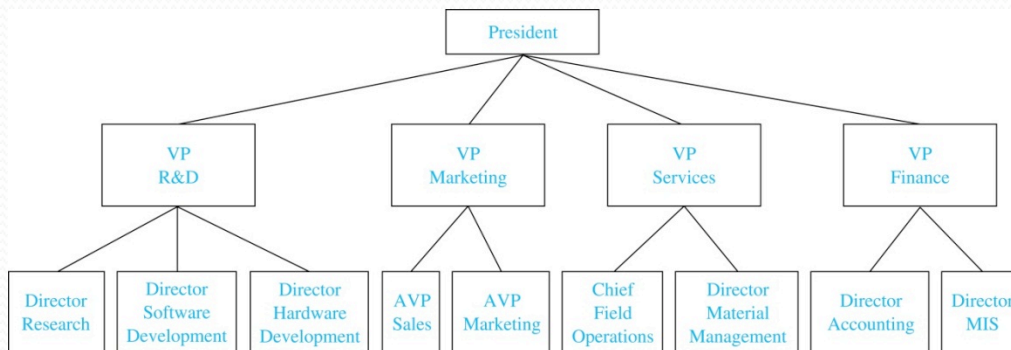 President
VP
R&D
VP
Marketing
VP
Services
VP
Finance
Director
Research
Director
Software
Development
Director
Hardware
Development
AVP
Sales
AVP
Marketing
Chief
Field
Operations
Director
Material
Management
Director
Accounting
Director
MIS